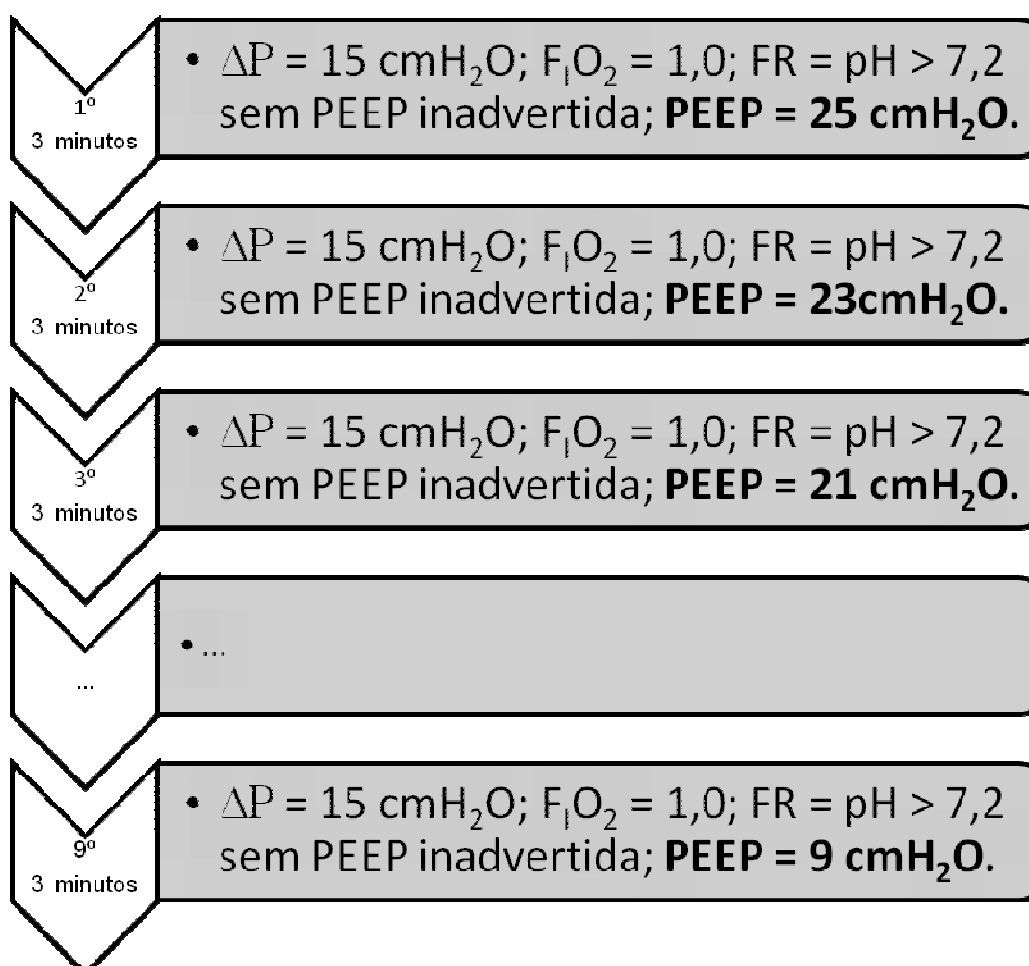 1º
3 minutos
• ΔP = 15 cmH₂O; FᵢO₂ = 1,0; FR = pH > 7,2
sem PEEP inadvertida; PEEP = 25 cmH₂O.
2º
3 minutos
• ΔP = 15 cmH₂O; FᵢO₂ = 1,0; FR = pH > 7,2
sem PEEP inadvertida; PEEP = 23cmH₂O.
3º
3 minutos
• ΔP = 15 cmH₂O; FᵢO₂ = 1,0; FR = pH > 7,2
sem PEEP inadvertida; PEEP = 21 cmH₂O.
...
• ...
9º
3 minutos
• ΔP = 15 cmH₂O; FᵢO₂ = 1,0; FR = pH > 7,2
sem PEEP inadvertida; PEEP = 9 cmH₂O.